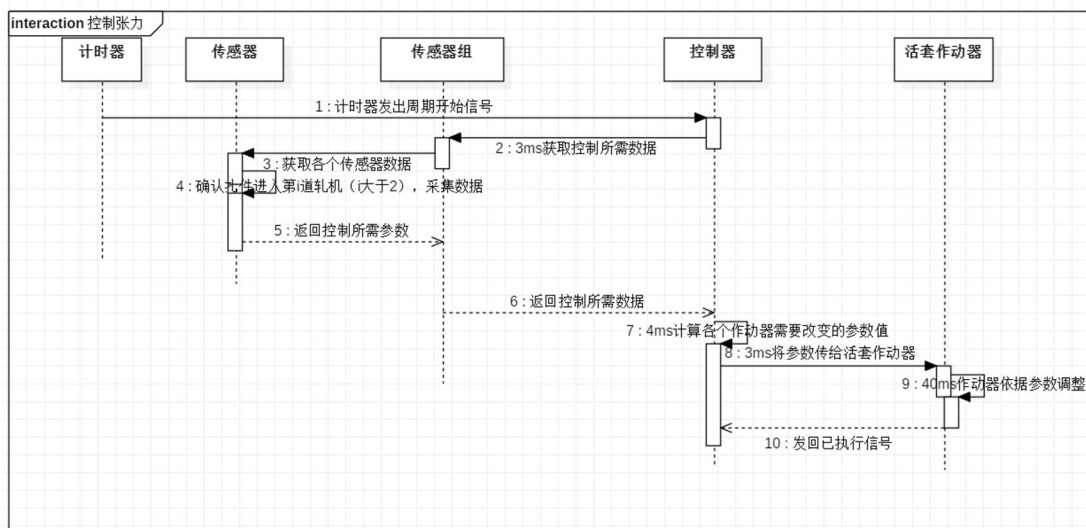 interaction 控制张力
计时器
传感器
传感器组
控制器
活套作动器
1 : 计时器发出周期开始信号
2 : 3ms获取控制所需数据
3 : 获取各个传感器数据
4 : 确认轧件进入第i道轧机（i大于2），采集数据
5 : 返回控制所需参数
6 : 返回控制所需数据
7 : 4ms计算各个作动器需要改变的参数值
8 : 3ms将参数传给活套作动器
9 : 40ms作动器依据参数调整
10 : 发回已执行信号